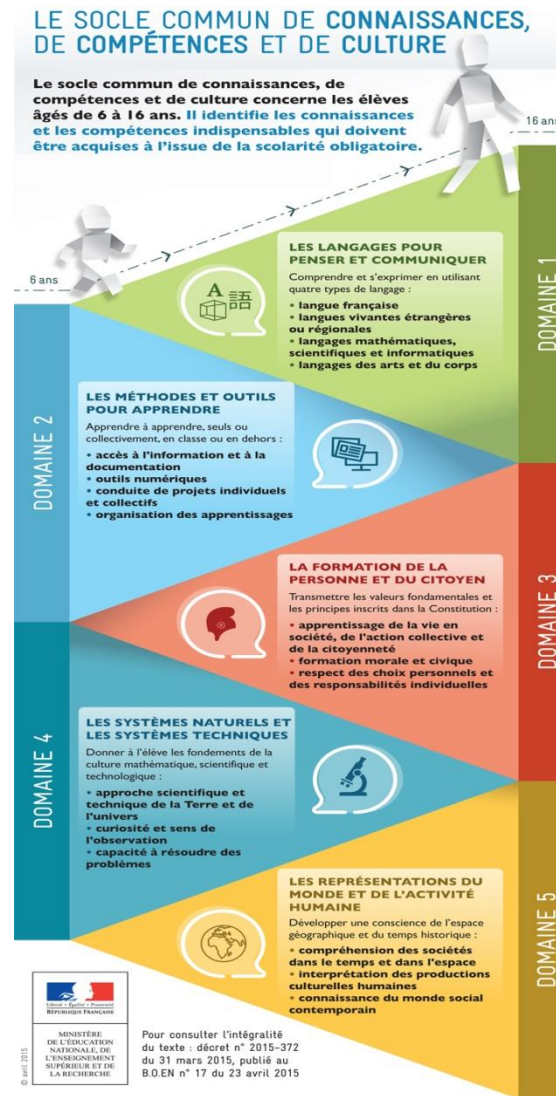 LE SOCLE COMMUN DE CONNAISSANCES,
DE COMPÉTENCES ET DE CULTURE
Le socle commun de connaissances, de
compétences et de culture concerne les élèves
âgés de 6 à 16 ans. Il identifie les connaissances
et les compétences indispensables qui doivent
être acquises à l'issue de la scolarité obligatoire.
16 ans
6 ans
DOMAINE 1
A 語
LES LANGAGES POUR
PENSER ET COMMUNIQUER
Comprendre et s'exprimer en utilisant
quatre types de langage :
• langue française
• langues vivantes étrangères
ou régionales
• langages mathématiques,
scientifiques et informatiques
• langages des arts et du corps
DOMAINE 2
LES MÉTHODES ET OUTILS
POUR APPRENDRE
Apprendre à apprendre, seuls ou
collectivement, en classe ou en dehors :
• accès à l'information et à la
documentation
• outils numériques
• conduite de projets individuels
et collectifs
• organisation des apprentissages
DOMAINE 3
LA FORMATION DE LA
PERSONNE ET DU CITOYEN
Transmettre les valeurs fondamentales et
les principes inscrits dans la Constitution :
• apprentissage de la vie en
société, de l'action collective et
de la citoyenneté
• formation morale et civique
• respect des choix personnels et
des responsabilités individuelles
DOMAINE 4
LES SYSTÈMES NATURELS ET
LES SYSTÈMES TECHNIQUES
Donner à l'élève les fondements de la
culture mathématique, scientifique et
technologique :
• approche scientifique et
technique de la Terre et de
l'univers
• curiosité et sens de
l'observation
• capacité à résoudre des
problèmes
DOMAINE 5
LES REPRÉSENTATIONS DU
MONDE ET DE L'ACTIVITÉ
HUMAINE
Développer une conscience de l'espace
géographique et du temps historique :
• compréhension des sociétés
dans le temps et dans l'espace
• interprétation des productions
culturelles humaines
• connaissance du monde social
contemporain
Liberté • Égalité • Fraternité
RÉPUBLIQUE FRANÇAISE
MINISTÈRE
DE L'ÉDUCATION
NATIONALE, DE
L'ENSEIGNEMENT
SUPÉRIEUR ET DE
LA RECHERCHE
© avril 2015
Pour consulter l'intégralité
du texte : décret n° 2015-372
du 31 mars 2015, publié au
B.O.EN n° 17 du 23 avril 2015